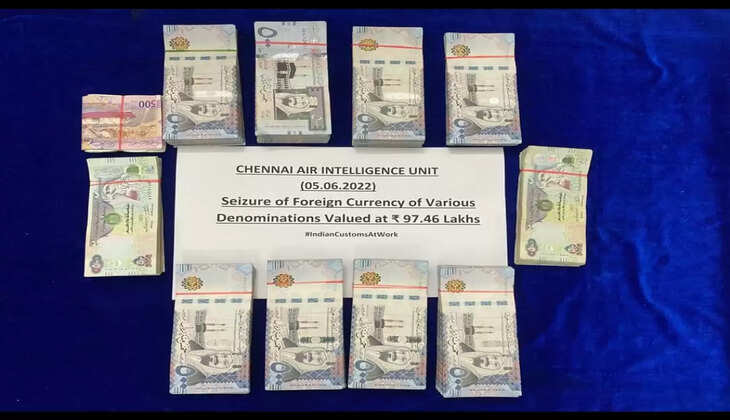 500
CHENNAI AIR INTELLIGENCE UNIT
(05.06.2022)
Seizure of Foreign Currency of Various
Denominations Valued at ₹ 97.46 Lakhs
#IndianCustomsAtWork